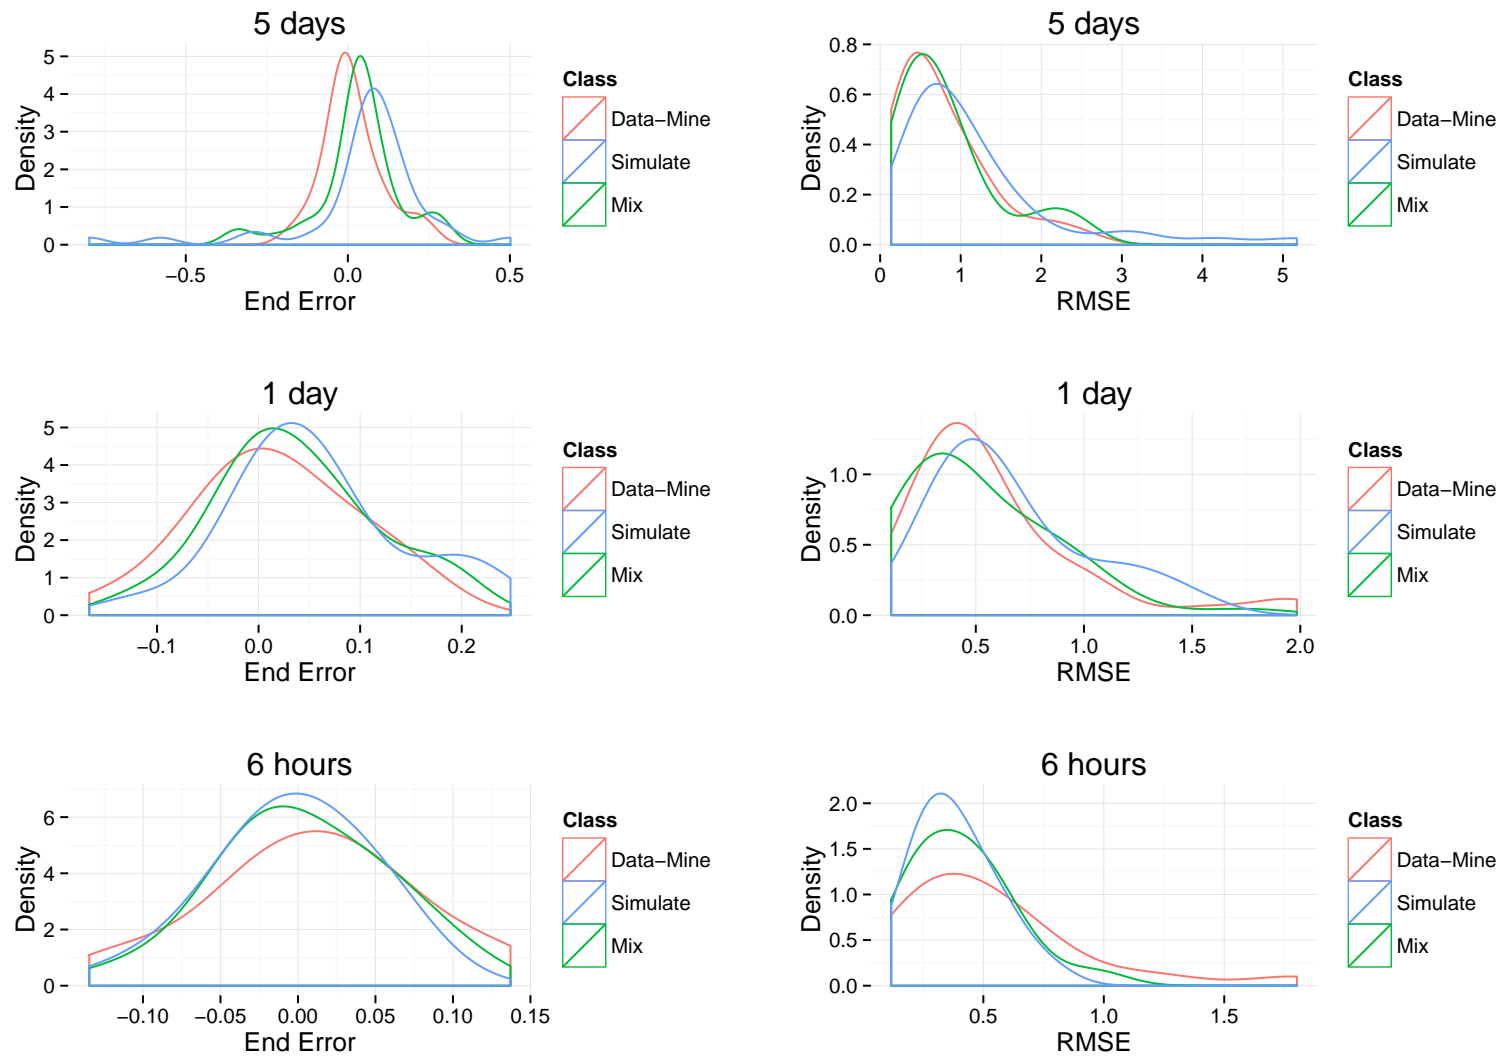 5 days
5
4
3
2
1
0
Density
−0.5
0.0
0.5
End Error
Class
Data−Mine
Simulate
Mix
5 days
0.8
0.6
0.4
0.2
0.0
Density
0
1
2
3
4
5
RMSE
Class
Data−Mine
Simulate
Mix
1 day
5
4
3
2
1
0
Density
−0.1
0.0
0.1
0.2
End Error
Class
Data−Mine
Simulate
Mix
1 day
1.0
0.5
0.0
Density
0.5
1.0
1.5
2.0
RMSE
Class
Data−Mine
Simulate
Mix
6 hours
6
4
2
0
Density
−0.10
−0.05
0.00
0.05
0.10
0.15
End Error
Class
Data−Mine
Simulate
Mix
6 hours
2.0
1.5
1.0
0.5
0.0
Density
0.5
1.0
1.5
RMSE
Class
Data−Mine
Simulate
Mix